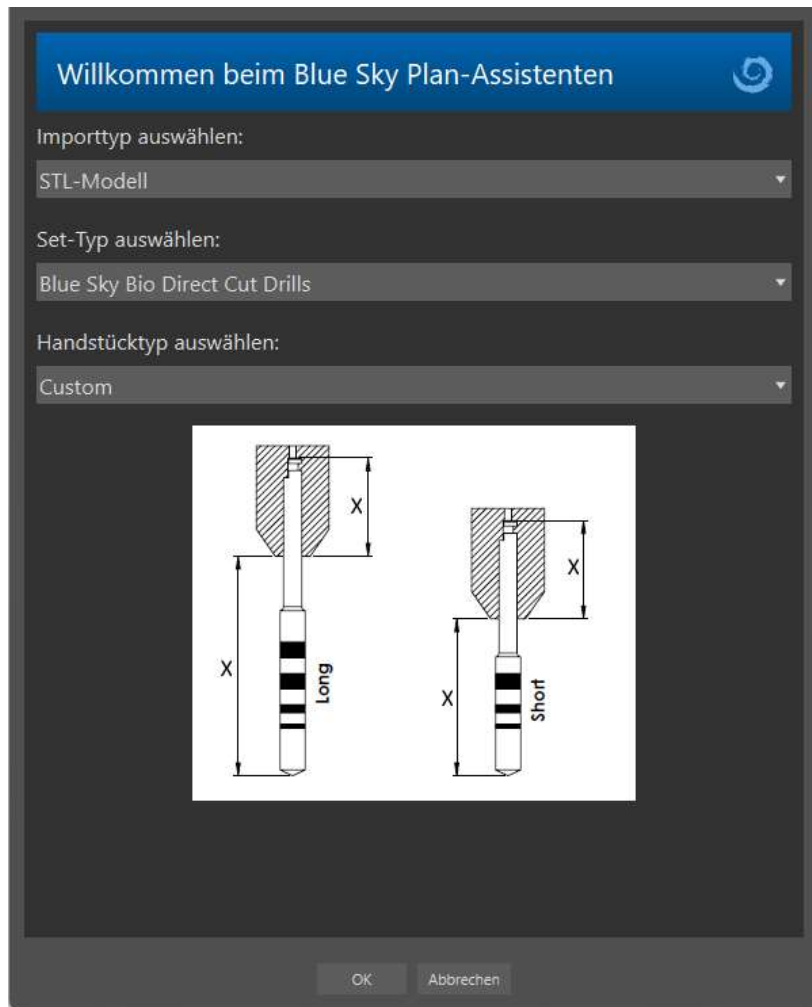 Willkommen beim Blue Sky Plan-Assistenten
Importtyp auswählen:
STL-Modell
Set-Typ auswählen:
Blue Sky Bio Direct Cut Drills
Handstücktyp auswählen:
Custom
X
X
X
X
Long
Short
OK
Abbrechen